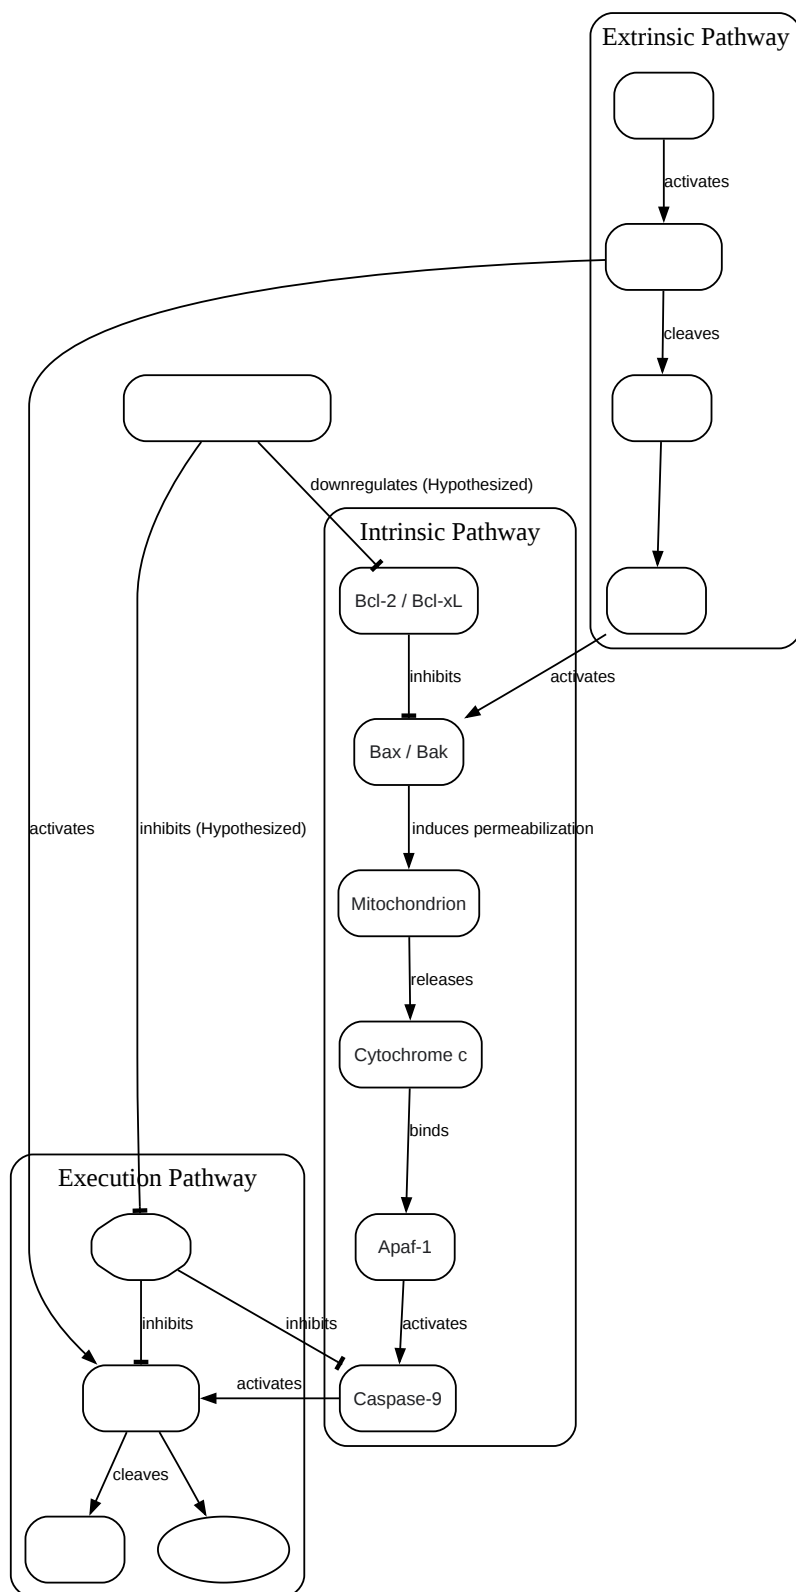 Extrinsic Pathway
activates
cleaves
downregulates (Hypothesized)
Intrinsic Pathway
Bcl-2 / Bcl-xL
inhibits
activates
Bax / Bak
activates
inhibits (Hypothesized)
induces permeabilization
Mitochondrion
releases
Cytochrome c
binds
Execution Pathway
Apaf-1
inhibits
inhibits
activates
activates
Caspase-9
cleaves